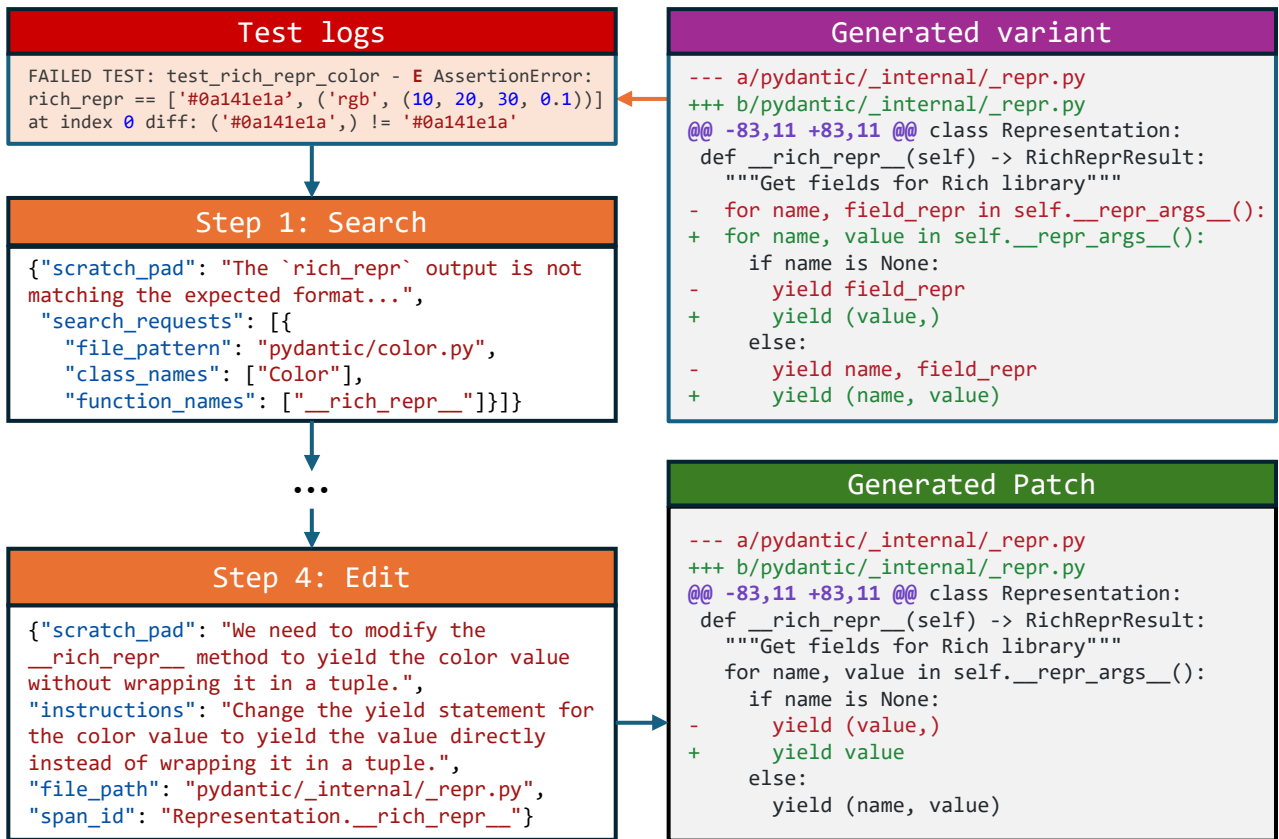 Test logs
FAILED TEST: test_rich_repr_color - E AssertionError:
rich_repr == ['#0a141e1a’, ('rgb', (10, 20, 30, 0.1))]
at index 0 diff: ('#0a141e1a',) != '#0a141e1a'
Step 1: Search
{"scratch_pad": "The `rich_repr` output is not
matching the expected format...",
"search_requests": [{
"file_pattern": "pydantic/color.py",
"class_names": ["Color"],
"function_names": ["__rich_repr__"]}]}
...
Step 4: Edit
{"scratch_pad": "We need to modify the
__rich_repr__ method to yield the color value
without wrapping it in a tuple.",
"instructions": "Change the yield statement for
the color value to yield the value directly
instead of wrapping it in a tuple.",
"file_path": "pydantic/_internal/_repr.py",
"span_id": "Representation.__rich_repr__"}
Generated variant
--- a/pydantic/_internal/_repr.py
+++ b/pydantic/_internal/_repr.py
@@ -83,11 +83,11 @@ class Representation:
def __rich_repr__(self) -> RichReprResult:
"""Get fields for Rich library"""
- for name, field_repr in self.__repr_args__():
+ for name, value in self.__repr_args__():
if name is None:
- yield field_repr
+ yield (value,)
else:
- yield name, field_repr
+ yield (name, value)
Generated Patch
--- a/pydantic/_internal/_repr.py
+++ b/pydantic/_internal/_repr.py
@@ -83,11 +83,11 @@ class Representation:
def __rich_repr__(self) -> RichReprResult:
"""Get fields for Rich library"""
for name, value in self.__repr_args__():
if name is None:
- yield (value,)
+ yield value
else:
yield (name, value)